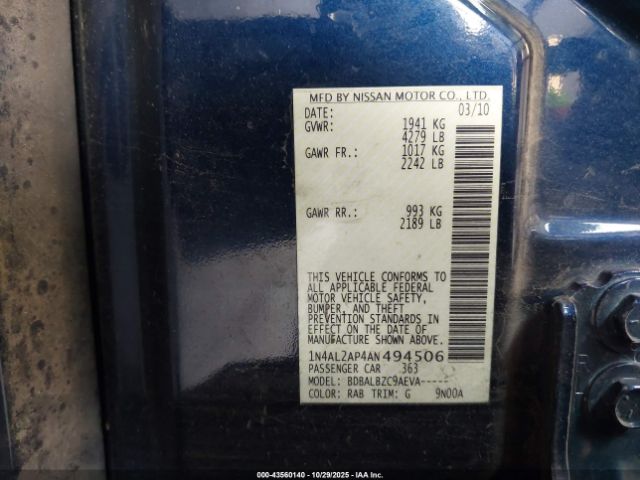 MFD BY NISSAN MOTOR CO., LTD.
DATE: 03/10
GVWR: 1941 KG
4279 LB
GAWR FR.: 1017 KG
2242 LB
GAWR RR.: 993 KG
2189 LB
THIS VEHICLE CONFORMS TO
ALL APPLICABLE FEDERAL
MOTOR VEHICLE SAFETY,
BUMPER, AND THEFT
PREVENTION STANDARDS IN
EFFECT ON THE DATE OF
MANUFACTURE SHOWN ABOVE.
1N4AL2AP4AN494506
PASSENGER CAR 363
MODEL: BDBALBZC9AEVA-----
COLOR: RAB TRIM: G 9N00A
000-43560140 - 10/29/2025 - IAA Inc.